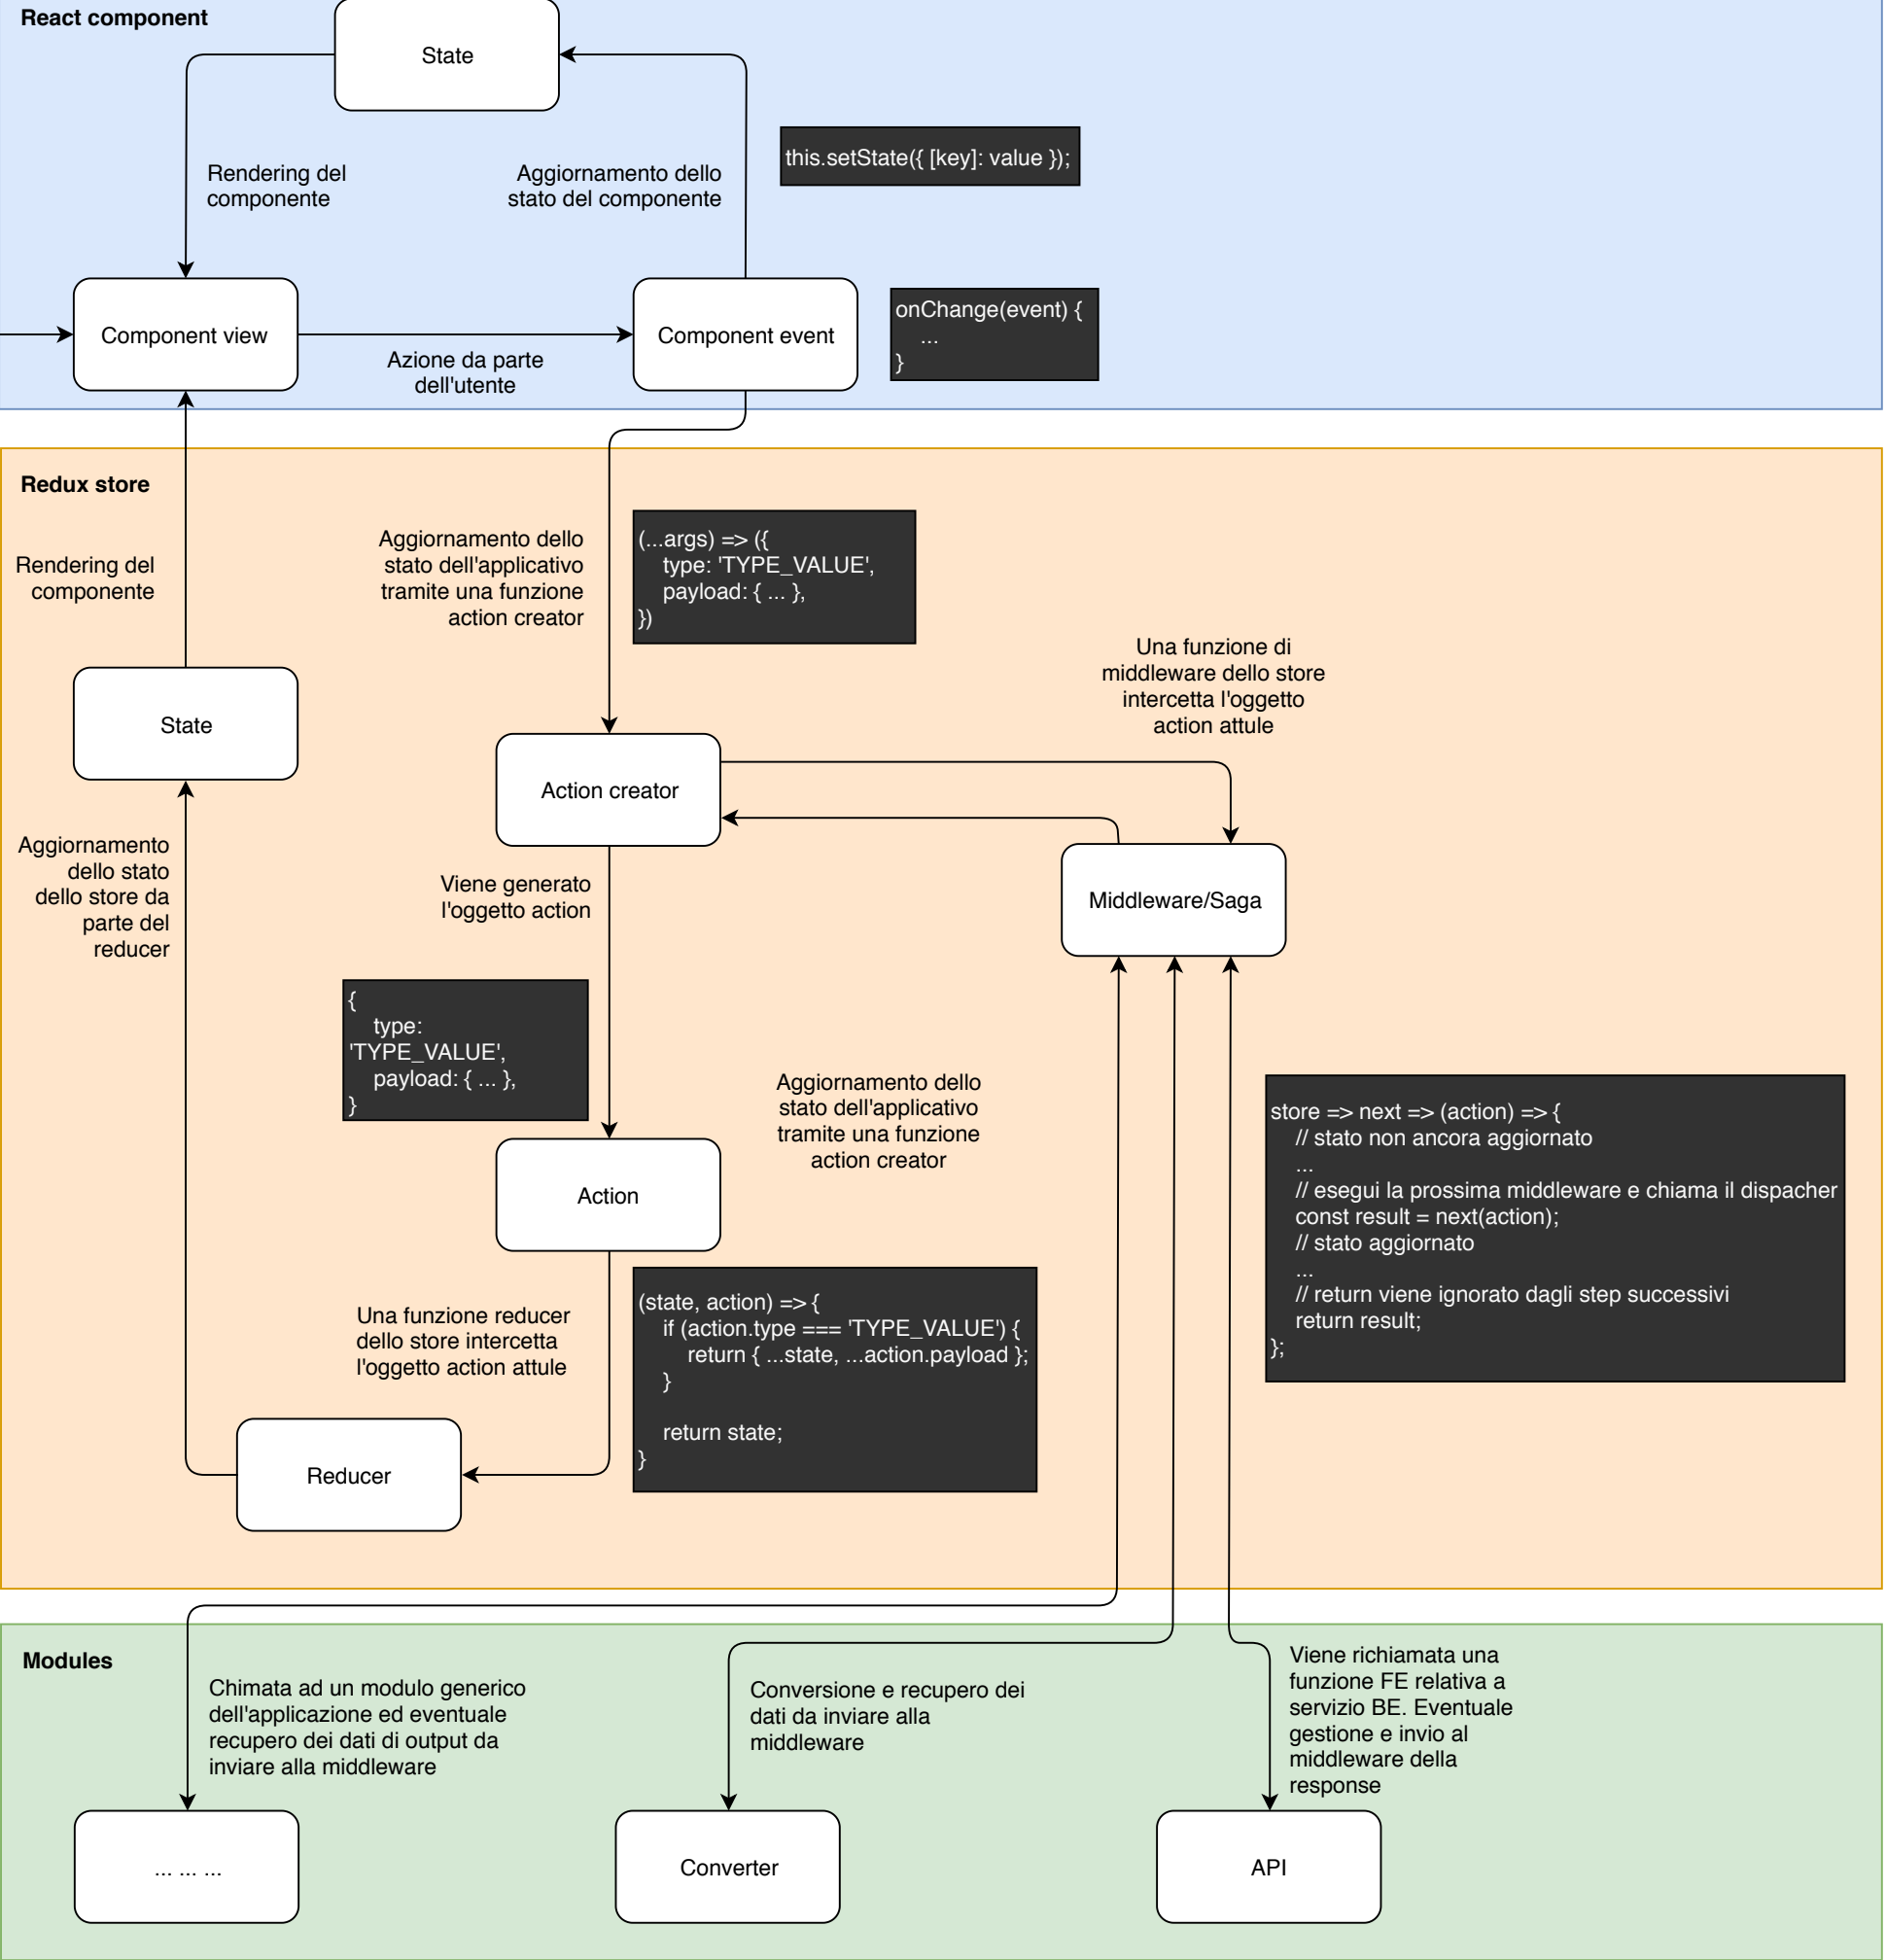 React component
State
Rendering del
componente
Aggiornamento dello
stato del componente
this.setState({ [key]: value });
Component view
Azione da parte
dell'utente
Component event
onChange(event) {
...
}
Redux store
Rendering del
componente
Aggiornamento dello
stato dell'applicativo
tramite una funzione
action creator
(...args) => ({
type: 'TYPE_VALUE',
payload: { ... },
})
Una funzione di
middleware dello store
intercetta l'oggetto
action attule
State
Action creator
Aggiornamento
dello stato
dello store da
parte del
reducer
Viene generato
l'oggetto action
Middleware/Saga
{
type:
'TYPE_VALUE',
payload: { ... },
}
Aggiornamento dello
stato dell'applicativo
tramite una funzione
action creator
store => next => (action) => {
// stato non ancora aggiornato
...
// esegui la prossima middleware e chiama il dispacher
const result = next(action);
// stato aggiornato
...
// return viene ignorato dagli step successivi
return result;
};
Action
Una funzione reducer
dello store intercetta
l'oggetto action attule
(state, action) => {
if (action.type === 'TYPE_VALUE') {
return { ...state, ...action.payload };
}
return state;
}
Reducer
Modules
Chimata ad un modulo generico
dell'applicazione ed eventuale
recupero dei dati di output da
inviare alla middleware
Conversione e recupero dei
dati da inviare alla
middleware
Viene richiamata una
funzione FE relativa a
servizio BE. Eventuale
gestione e invio al
middleware della
response
... ... ...
Converter
API